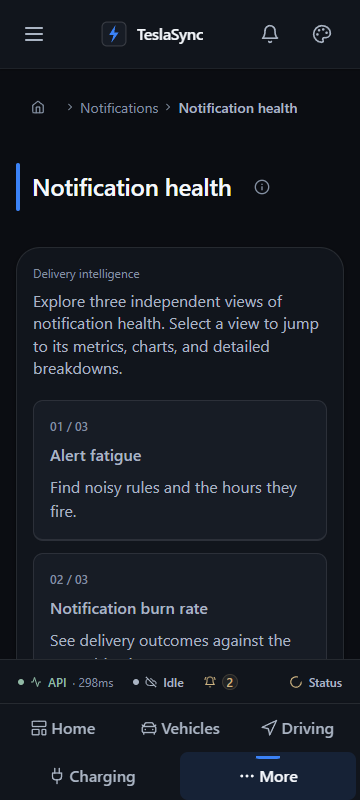 TeslaSync
Notifications
Notification health
Notification health
Delivery intelligence
Explore three independent views of
notification health. Select a view to jump
to its metrics, charts, and detailed
breakdowns.
01 / 03
Alert fatigue
Find noisy rules and the hours they
fire.
02 / 03
Notification burn rate
See delivery outcomes against the
API · 298ms
Idle
2
Status
Home
Vehicles
Driving
Charging
More